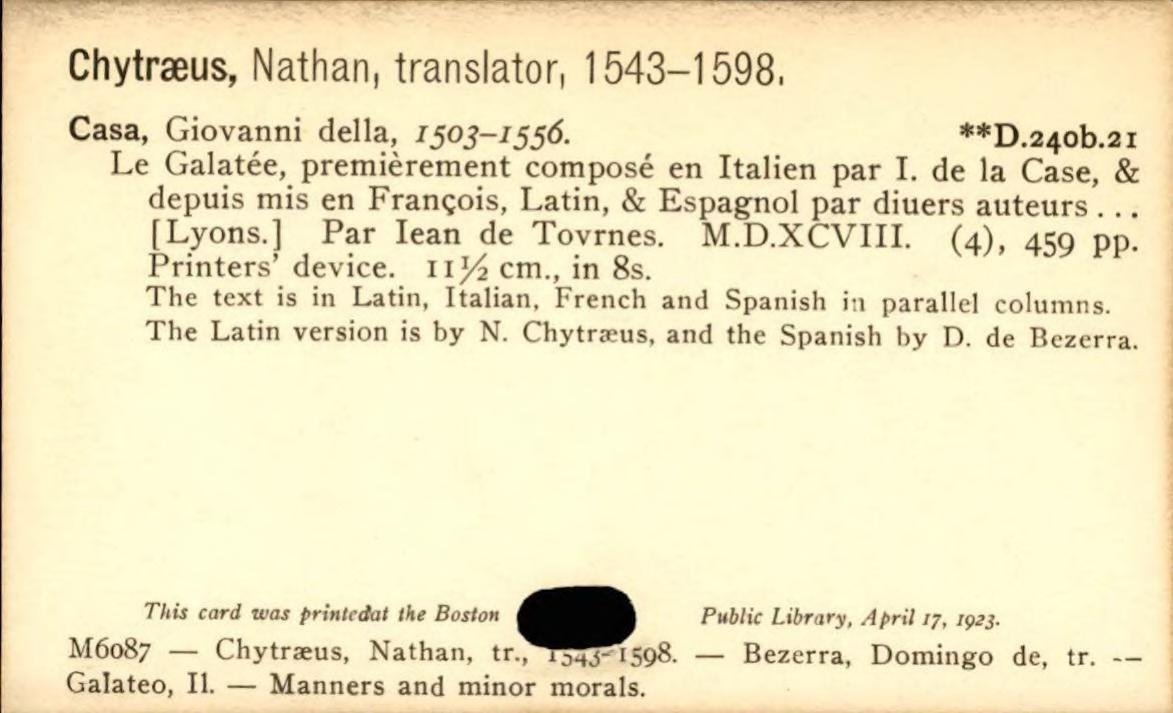 Chytræus, Nathan, translator, 1543–1598.
Casa, Giovanni della, 1503–1556. **D.240b.21
Le Galatée, premièrement composé en Italien par I. de la Case, &
depuis mis en François, Latin, & Espagnol par diuers auteurs . . .
[Lyons.] Par Iean de Tovrnes. M.D.XCVIII. (4), 459 pp.
Printers' device. 11½ cm., in 8s.
The text is in Latin, Italian, French and Spanish in parallel columns.
The Latin version is by N. Chytræus, and the Spanish by D. de Bezerra.
This card was printedat the Boston Public Library, April 17, 1923.
M6087 — Chytræus, Nathan, tr., 1543-1598. — Bezerra, Domingo de, tr. —
Galateo, Il. — Manners and minor morals.